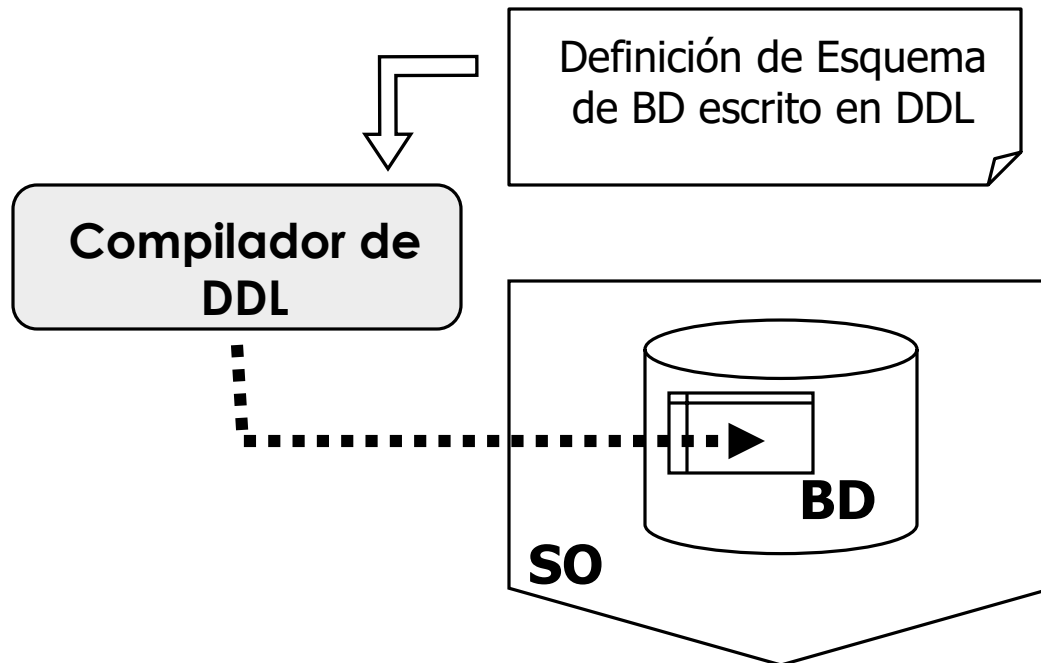 Definición de Esquema
de BD escrito en DDL
Compilador de
DDL
BD
SO